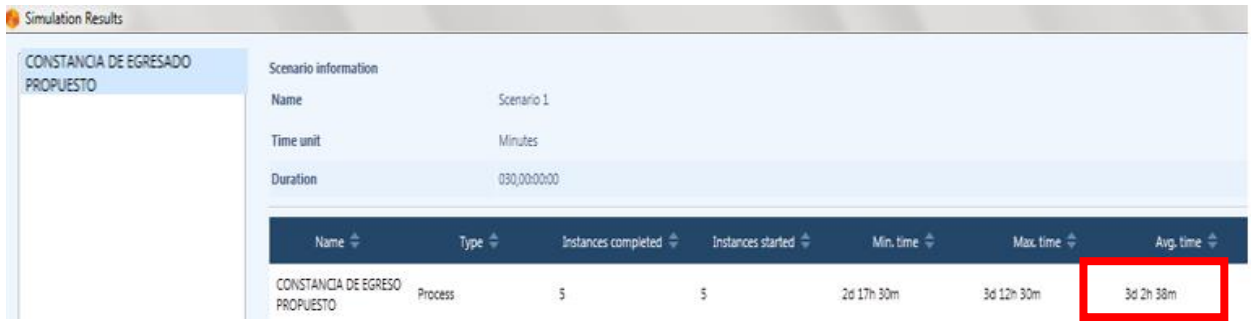 Simulation Results
CONSTANCIA DE EGRESADO
PROPUESTO
Scenario information
Name Scenario 1
Time unit Minutes
Duration 030,00:00:00
Name Type Instances completed Instances started Min. time Max. time Avg. time
CONSTANCIA DE EGRESO
PROPUESTO Process 5 5 2d 17h 30m 3d 12h 30m 3d 2h 38m